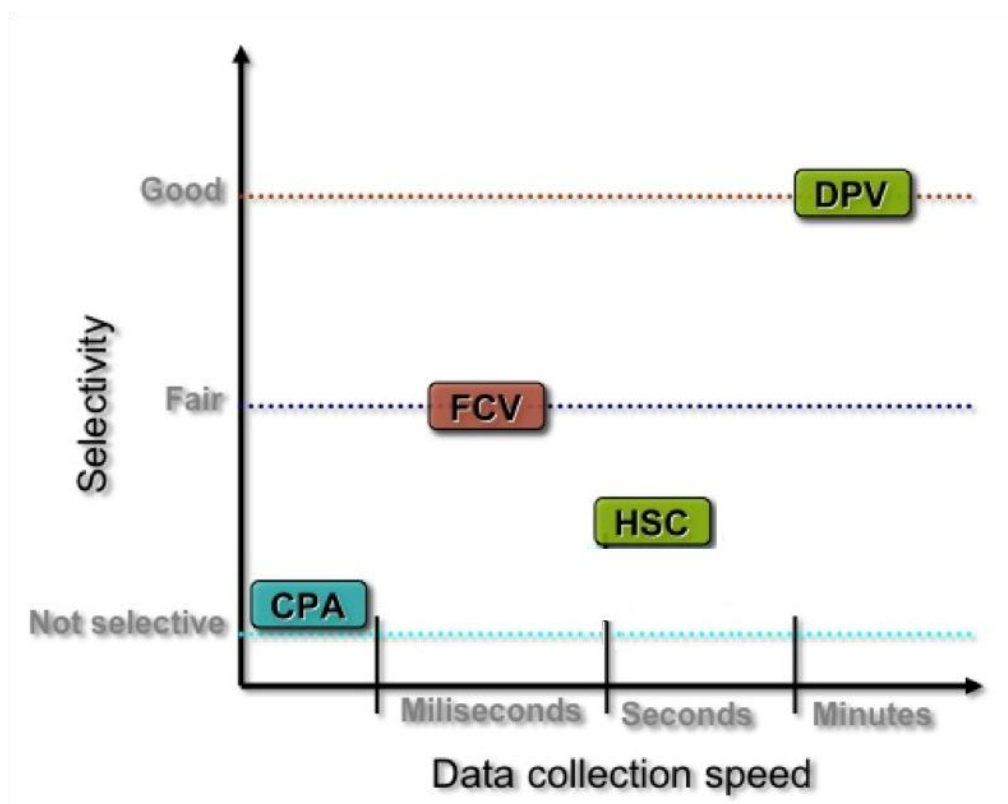 Good
DPV
Selectivity
Fair
FCV
HSC
CPA
Not selective
Miliseconds
Seconds
Minutes
Data collection speed